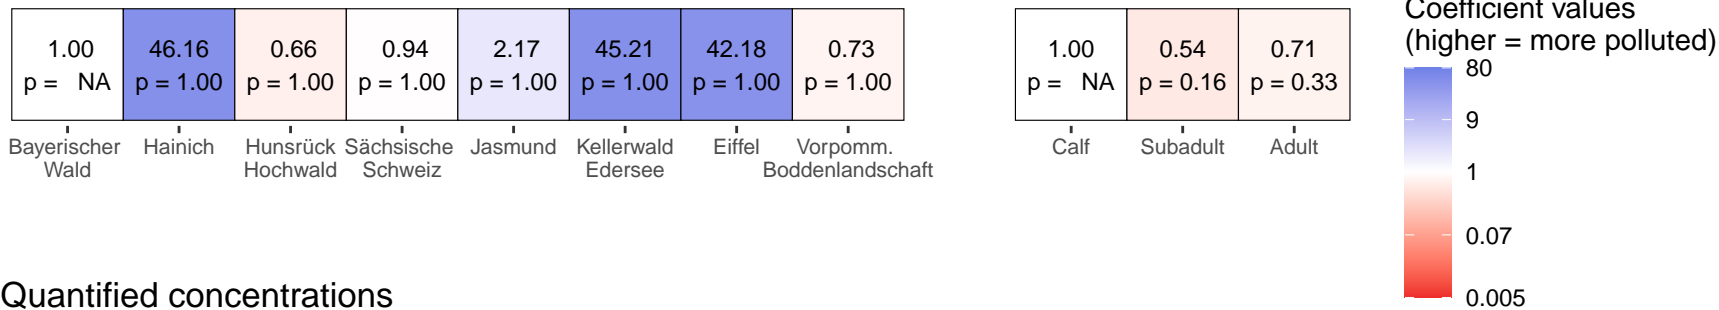 Coefficient values
(higher = more polluted)
1.00 46.16 0.66 0.94 2.17 45.21 42.18 0.73 1.00 0.54 0.71
p = NA p = 1.00 p = 1.00 p = 1.00 p = 1.00 p = 1.00 p = 1.00 p = 1.00 p = NA p = 0.16 p = 0.33
80
9
1
0.07
0.005
Bayerischer Hainich Hunsrück Sächsische Jasmund Kellerwald Eiffel Vorpomm. Calf Subadult Adult
Wald Hochwald Schweiz Edersee Boddenlandschaft
Quantified concentrations